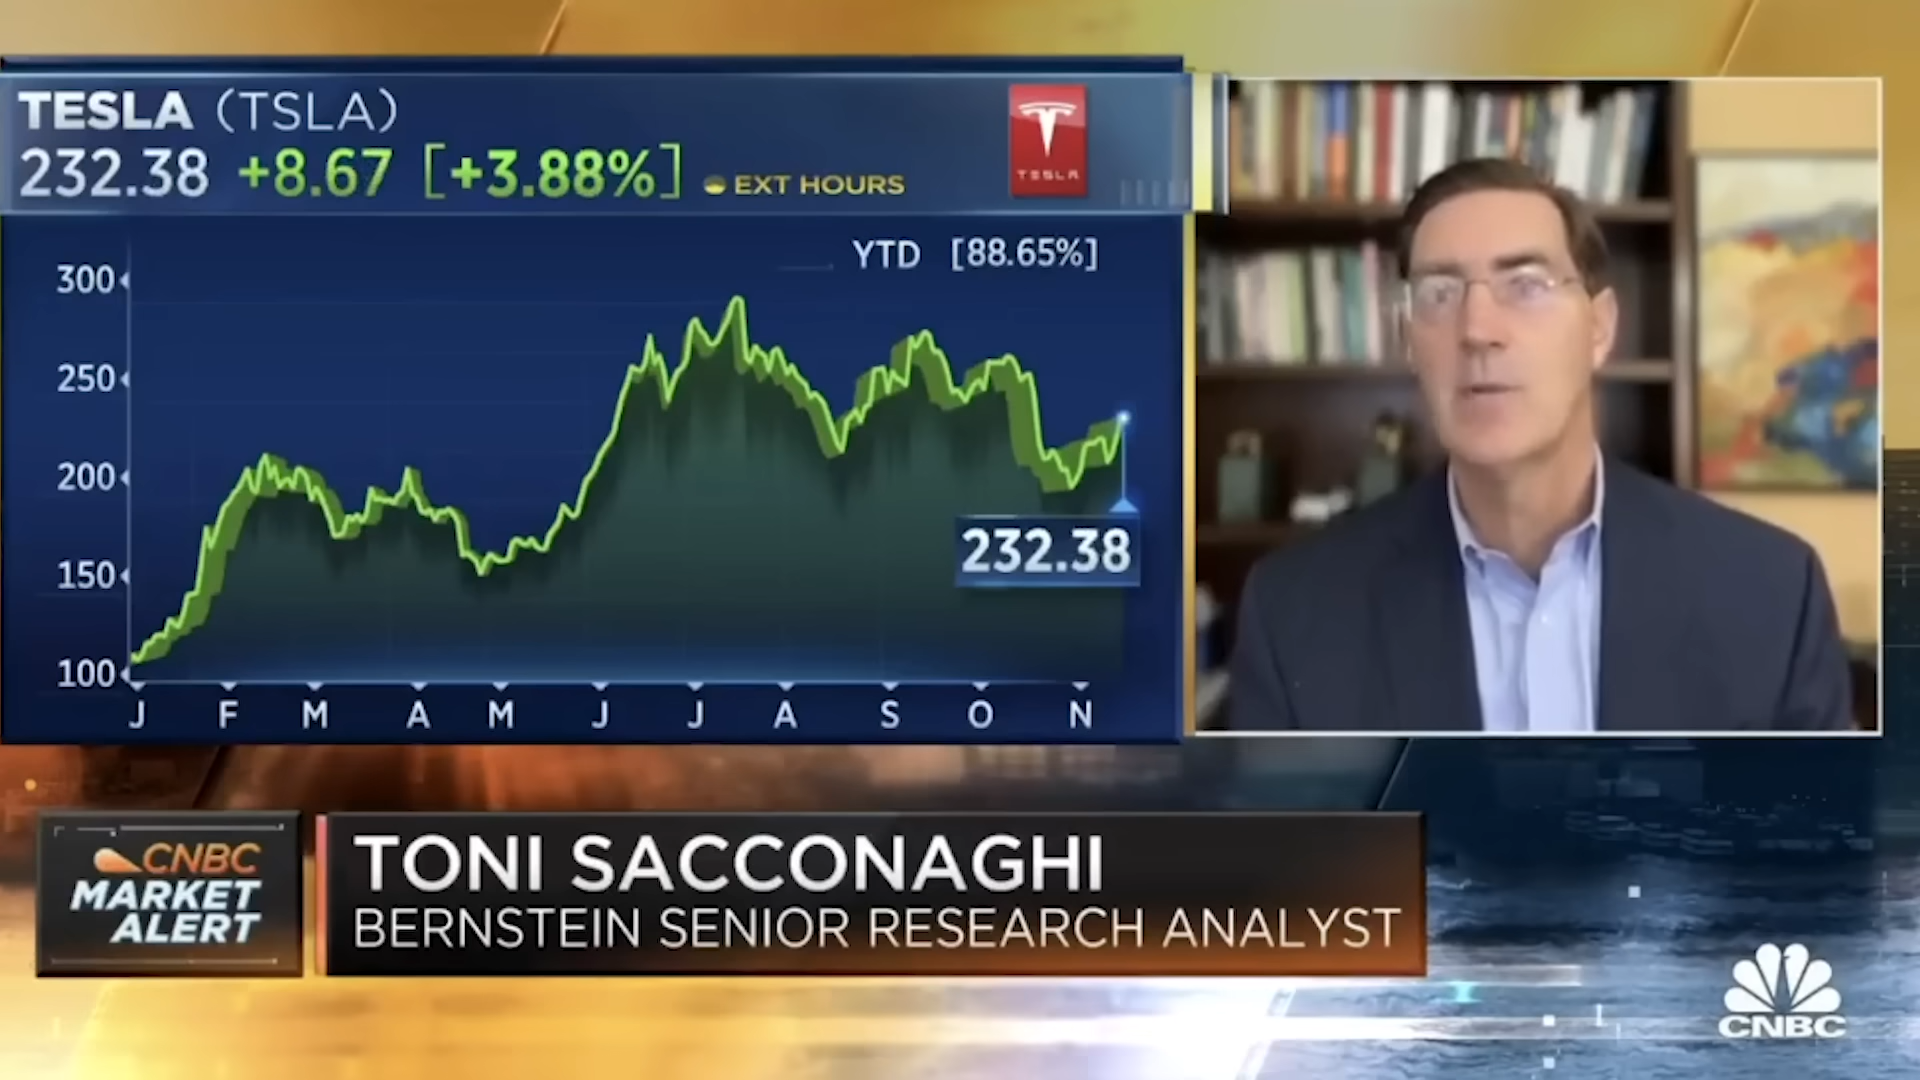 TESLA (TSLA)
232.38 +8.67 [+3.88%] EXT HOURS
TESLA
YTD [88.65%]
300
250
200
150
100
232.38
J F M A M J J A S O N
CNBC
MARKET
ALERT
TONI SACCONAGHI
BERNSTEIN SENIOR RESEARCH ANALYST
CNBC